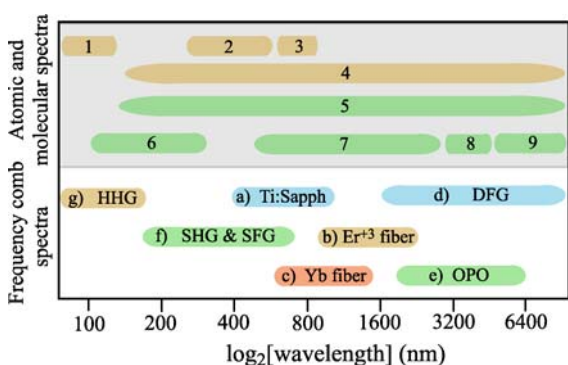 Atomic and
molecular spectra
1 2 3
4
5
6 7 8 9
Frequency comb
spectra
g) HHG a) Ti:Sapph d) DFG
f) SHG & SFG b) Er+3 fiber
c) Yb fiber e) OPO
100 200 400 800 1600 3200 6400
log2[wavelength] (nm)